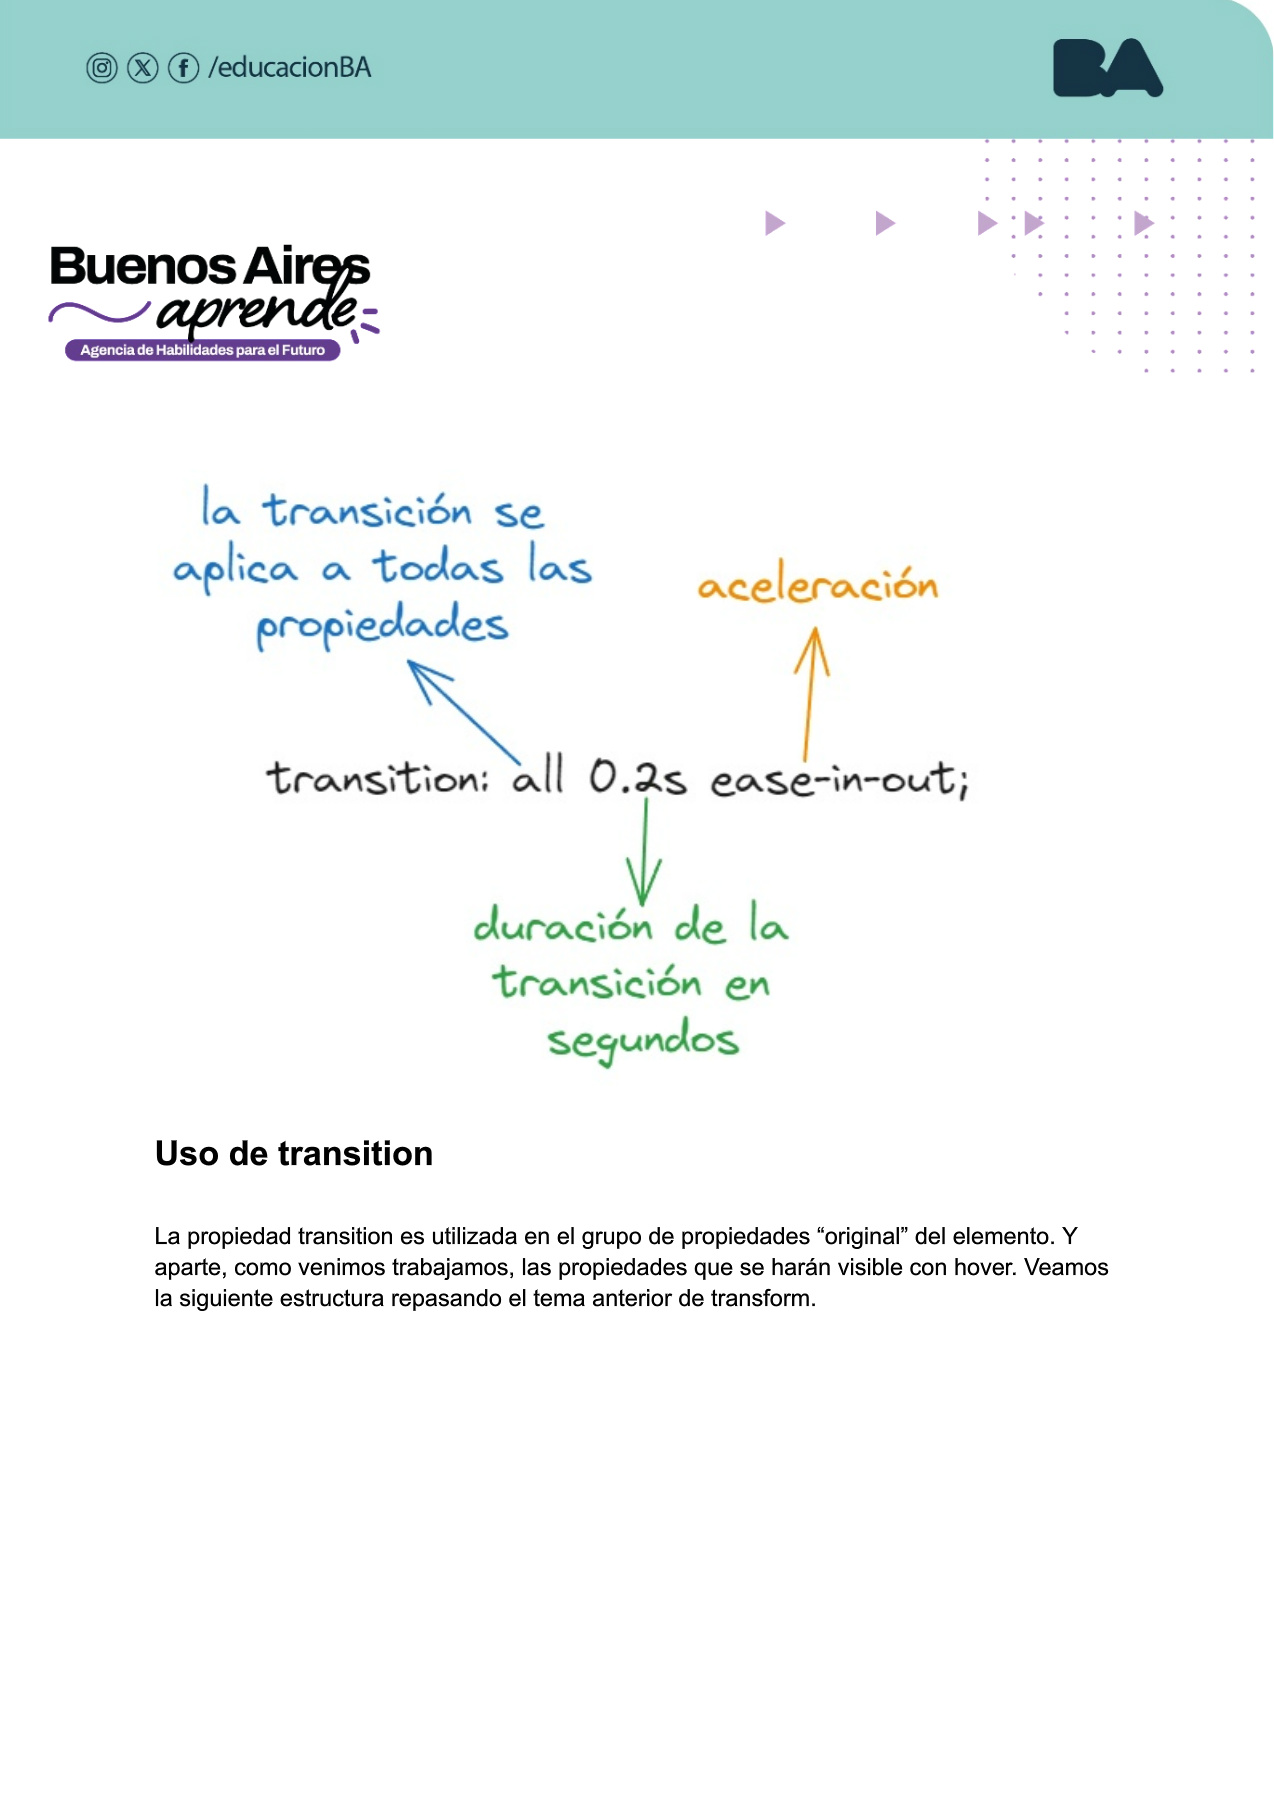 /educacionBA
BA
Buenos Aires
aprende
Agencia de Habilidades para el Futuro
la transición se
aplica a todas las
propiedades
aceleración
transition: all 0.2s ease-in-out;
duración de la
transición en
segundos
Uso de transition
La propiedad transition es utilizada en el grupo de propiedades “original” del elemento. Y
aparte, como venimos trabajamos, las propiedades que se harán visible con hover. Veamos
la siguiente estructura repasando el tema anterior de transform.